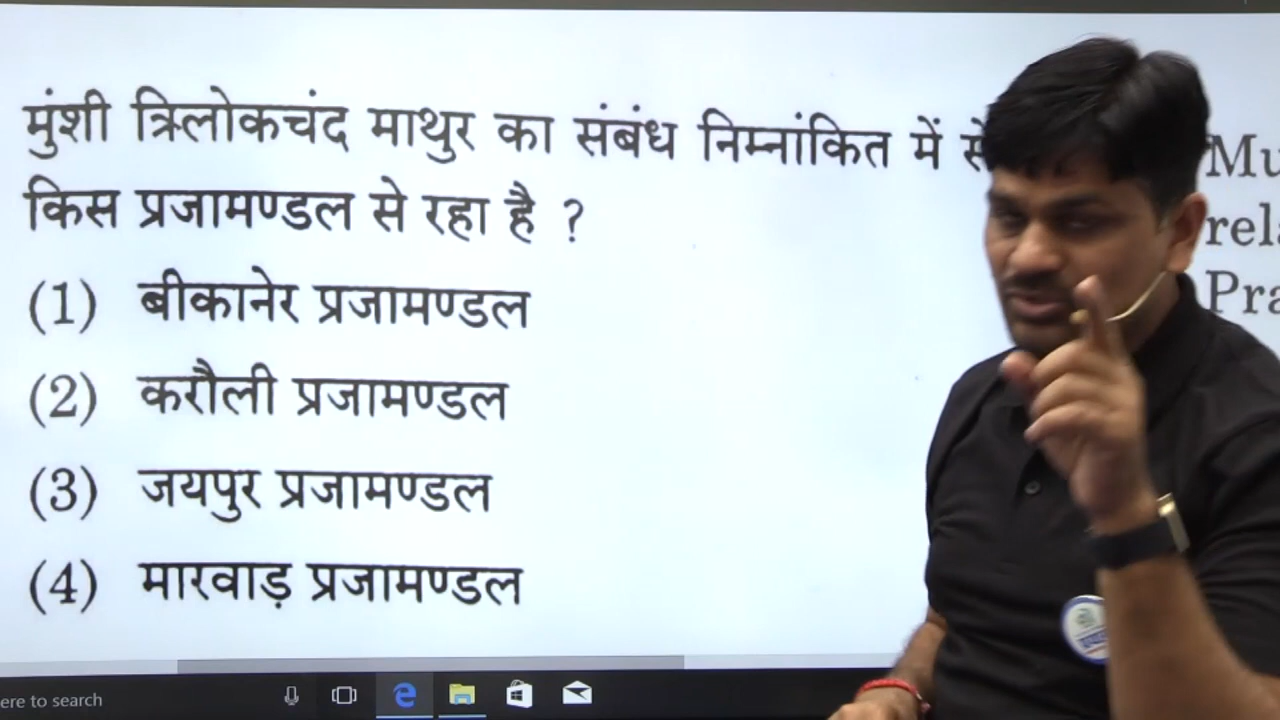 मुंशी त्रिलोकचंद माथुर का संबंध निम्नांकित में से
किस प्रजामण्डल से रहा है ?
(1) बीकानेर प्रजामण्डल
(2) करौली प्रजामण्डल
(3) जयपुर प्रजामण्डल
(4) मारवाड़ प्रजामण्डल
Mu
rel
Pra
ere to search